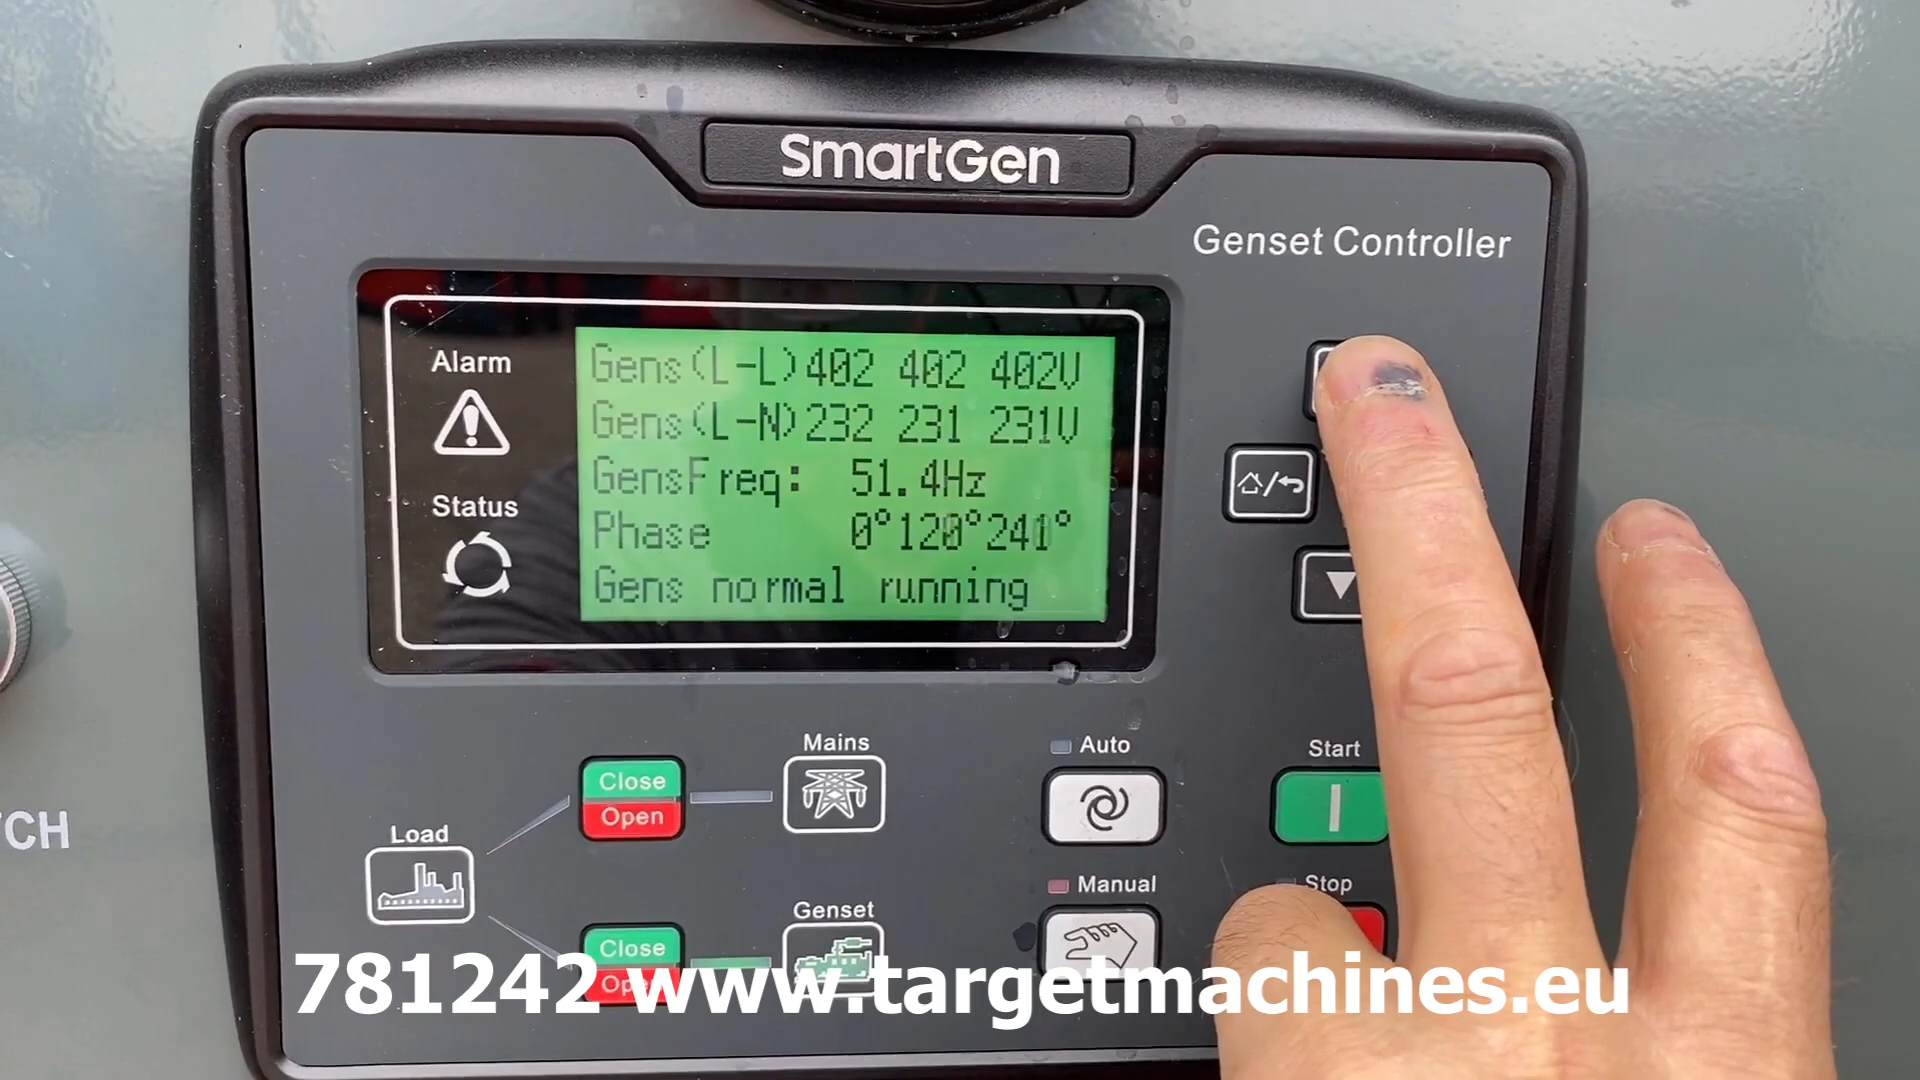 SmartGen
Genset Controller
Alarm
Status
Gens(L-L)402 402 402V
Gens(L-N)232 231 231V
GensFreq: 51.4Hz
Phase 0°120°241°
Gens normal running
TCH
Load
Close
Open
Mains
Close
Genset
Auto
Manual
Start
Stop
781242 www.targetmachines.eu